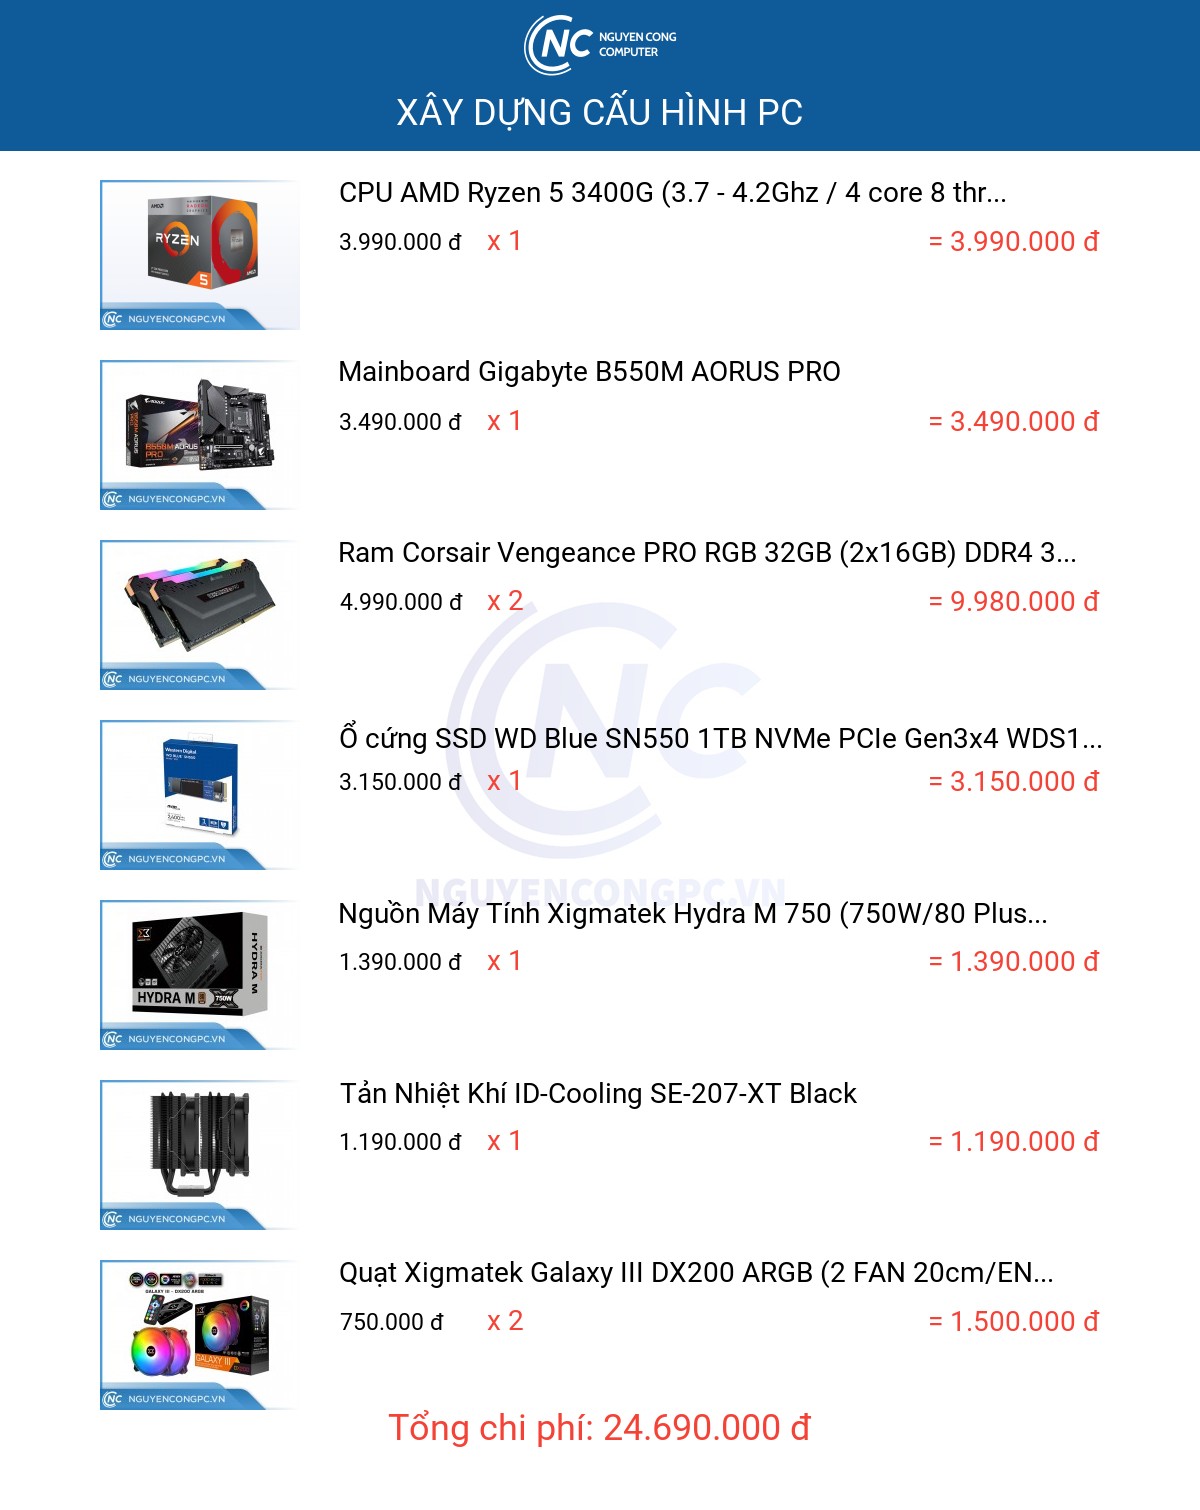 NC NGUYEN CONG
COMPUTER
XÂY DỰNG CẤU HÌNH PC
CPU AMD Ryzen 5 3400G (3.7 - 4.2Ghz / 4 core 8 thr...
3.990.000 đ x 1 = 3.990.000 đ
AMD
RYZEN
5
NC NGUYENCONGPC.VN
Mainboard Gigabyte B550M AORUS PRO
3.490.000 đ x 1 = 3.490.000 đ
B550M AORUS
PRO
NC NGUYENCONGPC.VN
Ram Corsair Vengeance PRO RGB 32GB (2x16GB) DDR4 3...
4.990.000 đ x 2 = 9.980.000 đ
NC NGUYENCONGPC.VN
NC
Ổ cứng SSD WD Blue SN550 1TB NVMe PCIe Gen3x4 WDS1...
3.150.000 đ x 1 = 3.150.000 đ
Western Digital
NC NGUYENCONGPC.VN
NGUYENCONGPC.VN
Nguồn Máy Tính Xigmatek Hydra M 750 (750W/80 Plus...
1.390.000 đ x 1 = 1.390.000 đ
HYDRA M
HYDRA M 750W
NC NGUYENCONGPC.VN
Tản Nhiệt Khí ID-Cooling SE-207-XT Black
1.190.000 đ x 1 = 1.190.000 đ
NC NGUYENCONGPC.VN
Quạt Xigmatek Galaxy III DX200 ARGB (2 FAN 20cm/EN...
750.000 đ x 2 = 1.500.000 đ
GALAXY III - DX200 ARGB
GALAXY III
NC NGUYENCONGPC.VN
Tổng chi phí: 24.690.000 đ